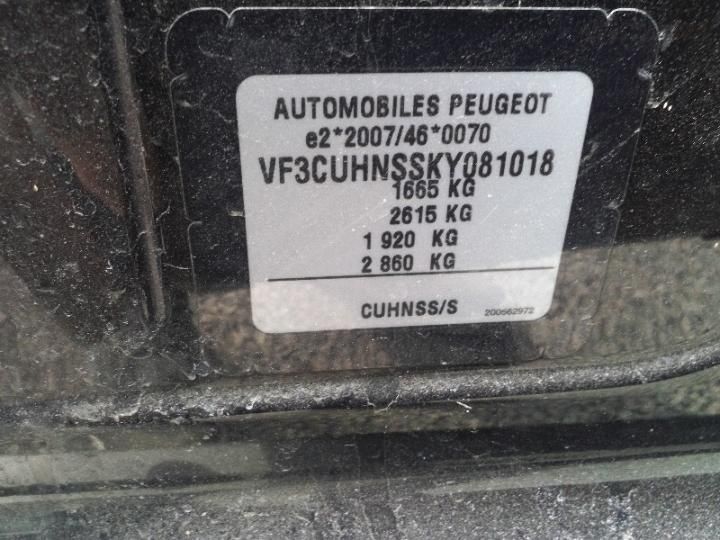 AUTOMOBILES PEUGEOT
e2*2007/46*0070
VF3CUHNSSKY081018
1665 KG
2615 KG
1 920 KG
2 860 KG
CUHNSS/S
200662972